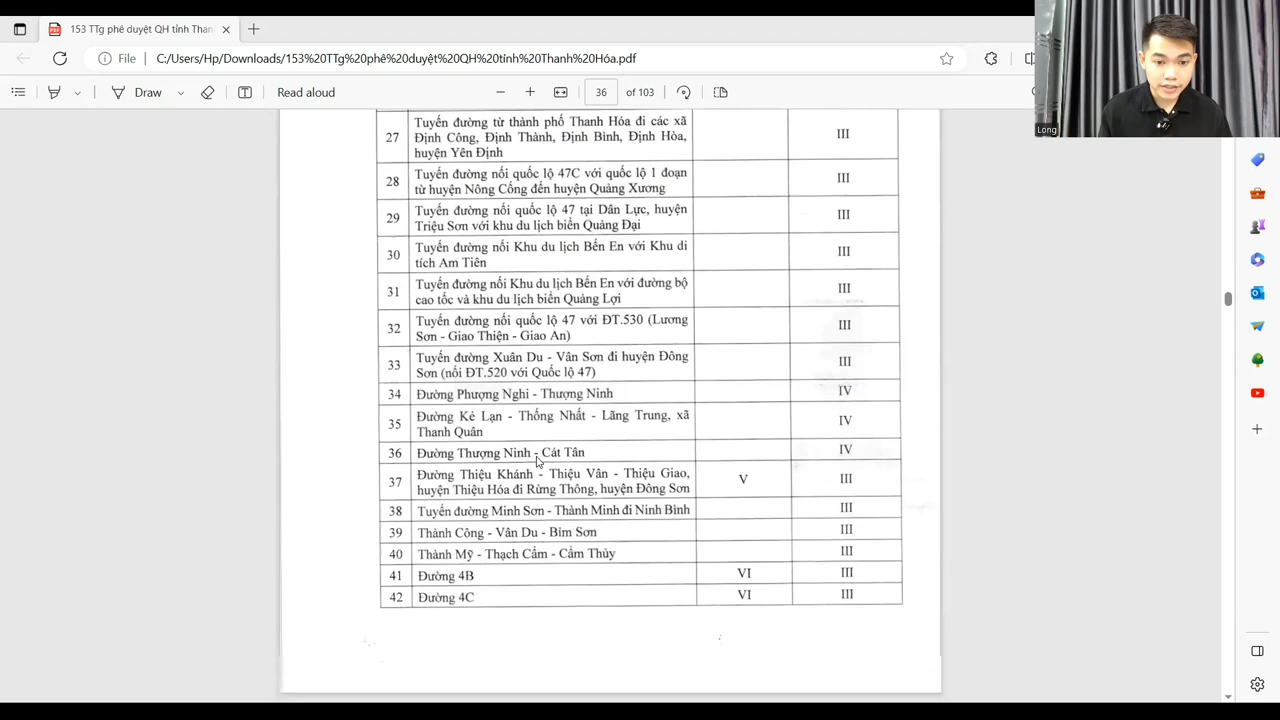 153 TTg phê duyệt QH tỉnh Than
File
C:/Users/Hp/Downloads/153%20TTg%20phê%20duyệt%20QH%20tỉnh%20Thanh%20Hóa.pdf
Draw
Read aloud
36
of 103
Long
27
Tuyến đường từ thành phố Thanh Hóa đi các xã
Định Công, Định Thành, Định Bình, Định Hòa,
huyện Yên Định
III
28
Tuyến đường nối quốc lộ 47C với quốc lộ 1 đoạn
từ huyện Nông Cống đến huyện Quảng Xương
III
29
Tuyến đường nối quốc lộ 47 tại Dân Lực, huyện
Triệu Sơn với khu du lịch biển Quảng Đại
III
30
Tuyến đường nối Khu du lịch Bến En với Khu di
tích Am Tiên
III
31
Tuyến đường nối Khu du lịch Bến En với đường bộ
cao tốc và khu du lịch biển Quảng Lợi
III
32
Tuyến đường nối quốc lộ 47 với ĐT.530 (Lương
Sơn - Giao Thiện - Giao An)
III
33
Tuyến đường Xuân Du - Vân Sơn đi huyện Đông
Sơn (nối ĐT.520 với Quốc lộ 47)
III
34
Đường Phượng Nghi - Thượng Ninh
IV
35
Đường Kẻ Lạn - Thống Nhất - Lãng Trung, xã
Thanh Quân
IV
36
Đường Thượng Ninh - Cát Tân
IV
37
Đường Thiệu Khánh - Thiệu Vân - Thiệu Giao,
huyện Thiệu Hóa đi Rừng Thông, huyện Đông Sơn
V
III
38
Tuyến đường Minh Sơn - Thành Minh đi Ninh Bình
III
39
Thành Công - Vân Du - Bỉm Sơn
III
40
Thành Mỹ - Thạch Cẩm - Cẩm Thủy
III
41
Đường 4B
VI
III
42
Đường 4C
VI
III